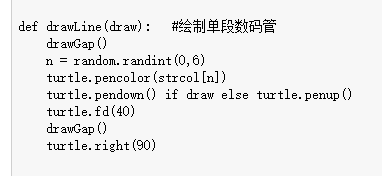 def drawLine(draw):  #绘制单段数码管
    drawGap()
    n = random.randint(0,6)
    turtle.pencolor(strcol[n])
    turtle.pendown() if draw else turtle.penup()
    turtle.fd(40)
    drawGap()
    turtle.right(90)